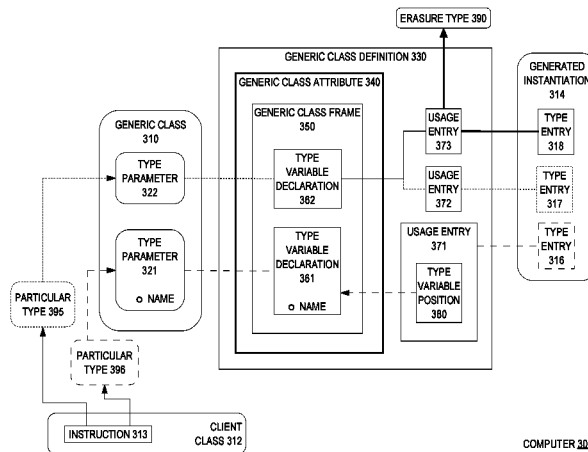 ERASURE TYPE 390
GENERIC CLASS DEFINITION 330
GENERIC CLASS ATTRIBUTE 340
GENERIC CLASS FRAME
350
GENERATED
INSTANTIATION
314
GENERIC CLASS
310
TYPE
PARAMETER
322
TYPE
VARIABLE
DECLARATION
362
USAGE
ENTRY
373
TYPE
ENTRY
318
USAGE
ENTRY
372
TYPE
ENTRY
317
TYPE
PARAMETER
321
NAME
TYPE
VARIABLE
DECLARATION
361
NAME
USAGE ENTRY
371
TYPE
VARIABLE
POSITION
380
TYPE
ENTRY
316
PARTICULAR
TYPE 395
PARTICULAR
TYPE 396
INSTRUCTION 313
CLIENT
CLASS 312
COMPUTER